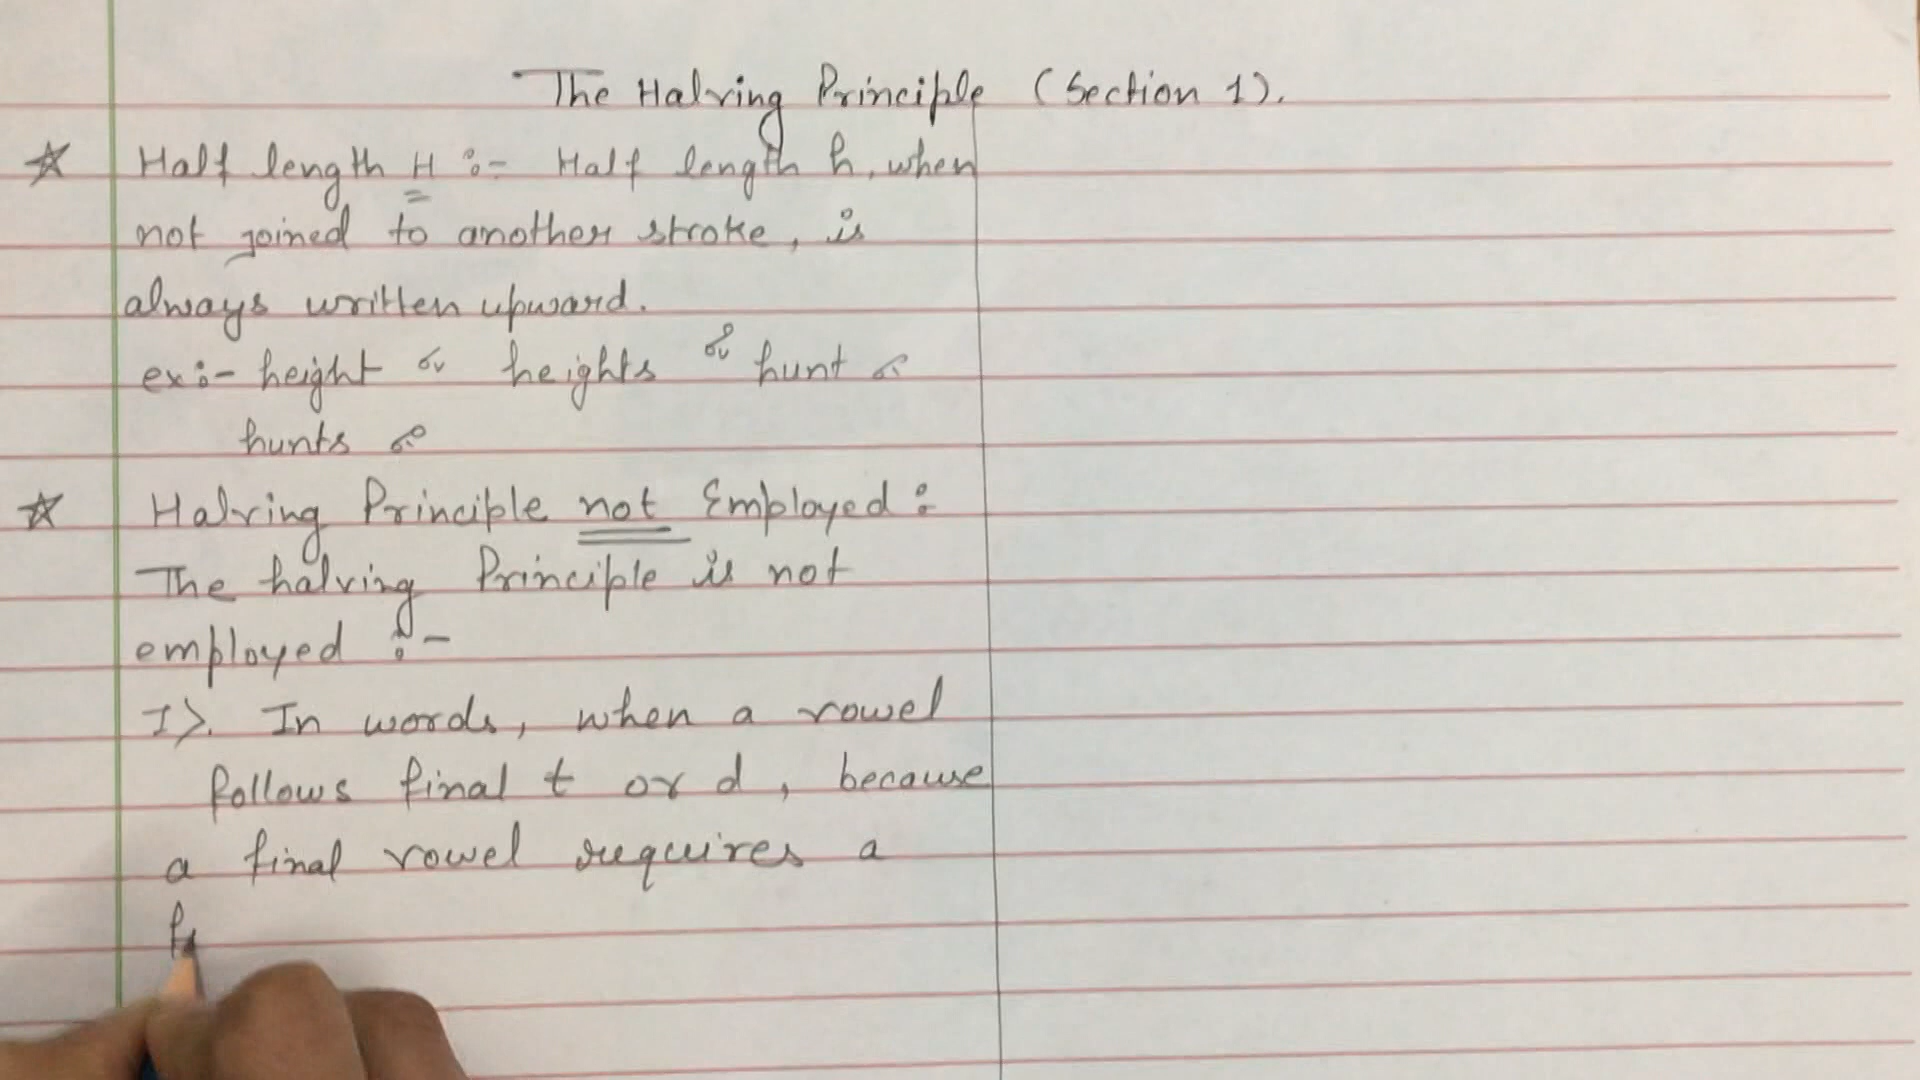 The Halving Principle (Section 1).
☆ Half length H :- Half length h, when
not joined to another stroke, is
always written upward.
ex:- height heights hunt
hunts
☆ Halving Principle not Employed :
The halving Principle is not
employed :-
1>. In words, when a vowel
follows final t or d, because
a final vowel requires a